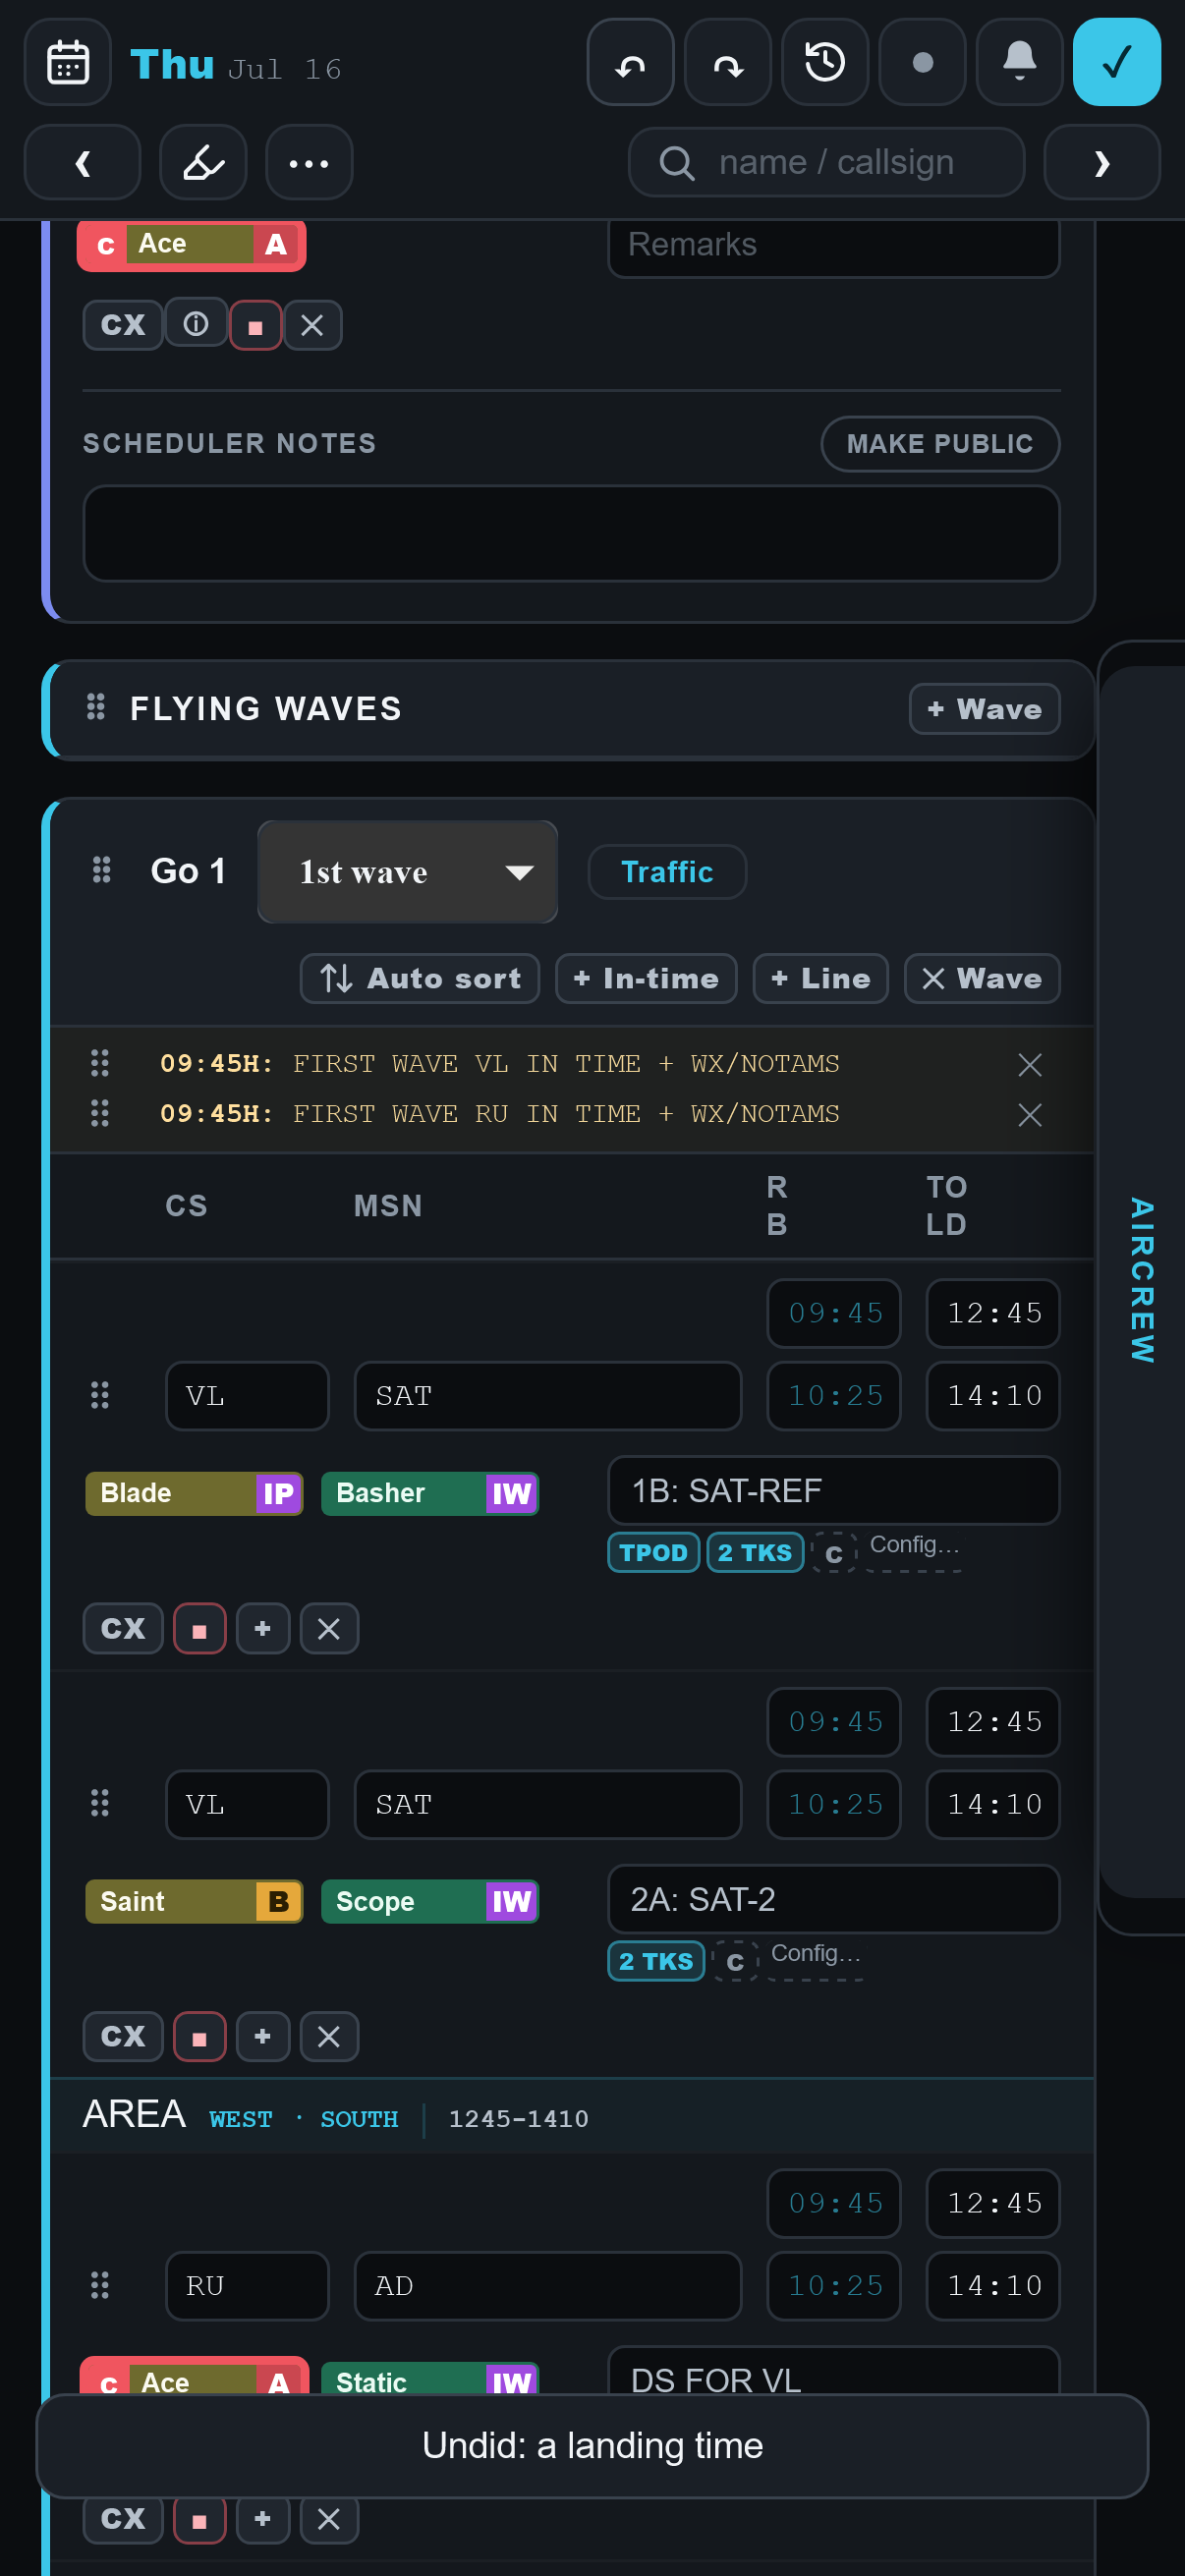 Thu Jul 16
name / callsign
c Ace A
Remarks
CX
SCHEDULER NOTES
MAKE PUBLIC
FLYING WAVES
+ Wave
Go 1
1st wave
Traffic
Auto sort
+ In-time
+ Line
× Wave
09:45H: FIRST WAVE VL IN TIME + WX/NOTAMS
09:45H: FIRST WAVE RU IN TIME + WX/NOTAMS
CS MSN R B TO LD
AIRCREW
09:45 12:45
VL SAT 10:25 14:10
Blade IP Basher IW 1B: SAT-REF
TPOD 2 TKS C Config...
CX + ×
09:45 12:45
VL SAT 10:25 14:10
Saint B Scope IW 2A: SAT-2
2 TKS C Config...
CX + ×
AREA WEST · SOUTH | 1245-1410
09:45 12:45
RU AD 10:25 14:10
c Ace A Static IW DS FOR VL
Undid: a landing time
CX + ×